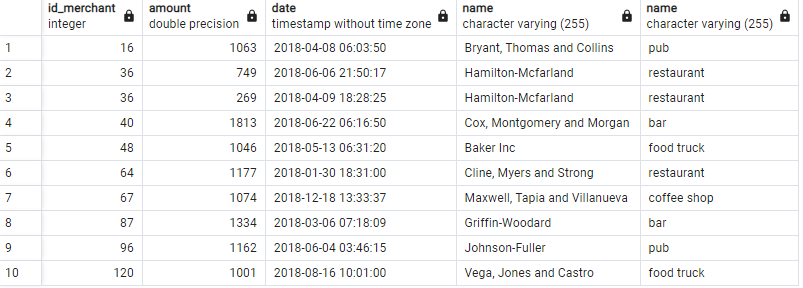 id_merchant amount date name name
integer double precision timestamp without time zone character varying (255) character varying (255)
1 16 1063 2018-04-08 06:03:50 Bryant, Thomas and Collins pub
2 36 749 2018-06-06 21:50:17 Hamilton-Mcfarland restaurant
3 36 269 2018-04-09 18:28:25 Hamilton-Mcfarland restaurant
4 40 1813 2018-06-22 06:16:50 Cox, Montgomery and Morgan bar
5 48 1046 2018-05-13 06:31:20 Baker Inc food truck
6 64 1177 2018-01-30 18:31:00 Cline, Myers and Strong restaurant
7 67 1074 2018-12-18 13:33:37 Maxwell, Tapia and Villanueva coffee shop
8 87 1334 2018-03-06 07:18:09 Griffin-Woodard bar
9 96 1162 2018-06-04 03:46:15 Johnson-Fuller pub
10 120 1001 2018-08-16 10:01:00 Vega, Jones and Castro food truck